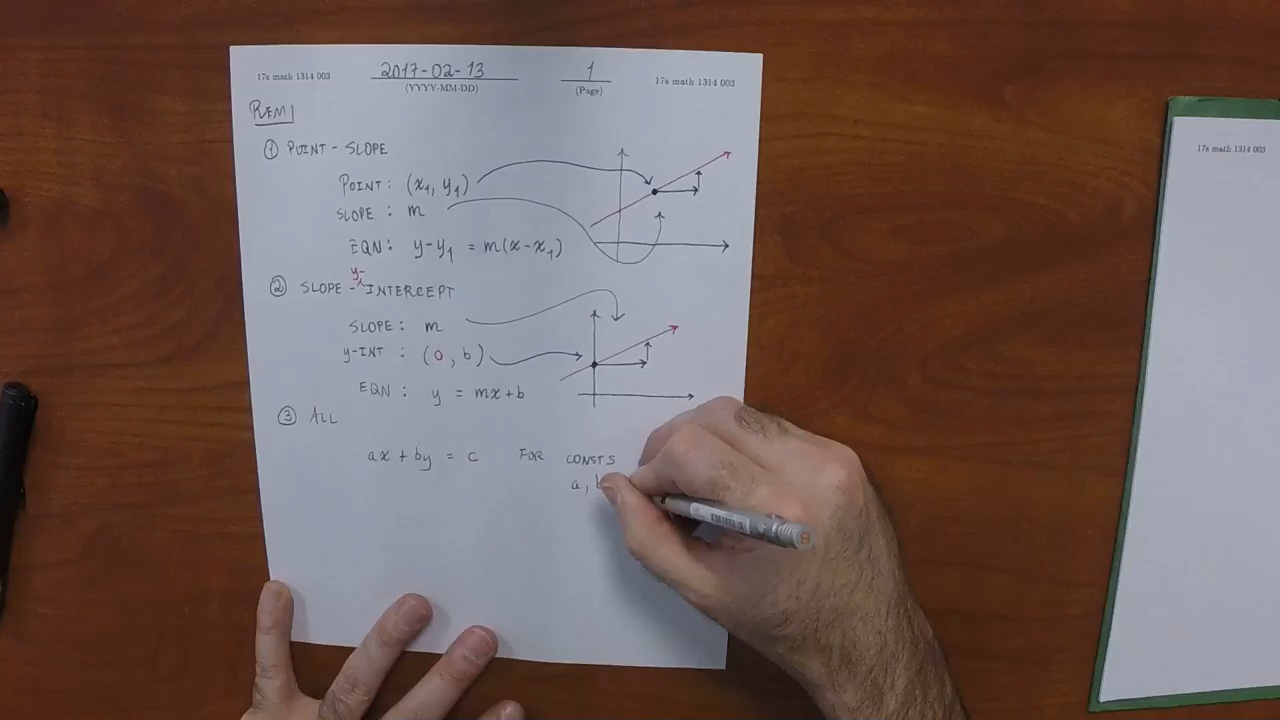 17s math 1314 003 2017-02-13 1 17s math 1314 003
(YYYY-MM-DD) (Page)
REM
① POINT - SLOPE
POINT: (x₁, y₁)
SLOPE : m
EQN: y-y₁ = m(x-x₁)
y-
② SLOPE - INTERCEPT
SLOPE: m
y-INT : (0, b)
EQN : y = mx+b
③ ALL
ax + by = c FOR CONSTS
a, b
17s math 1314 003